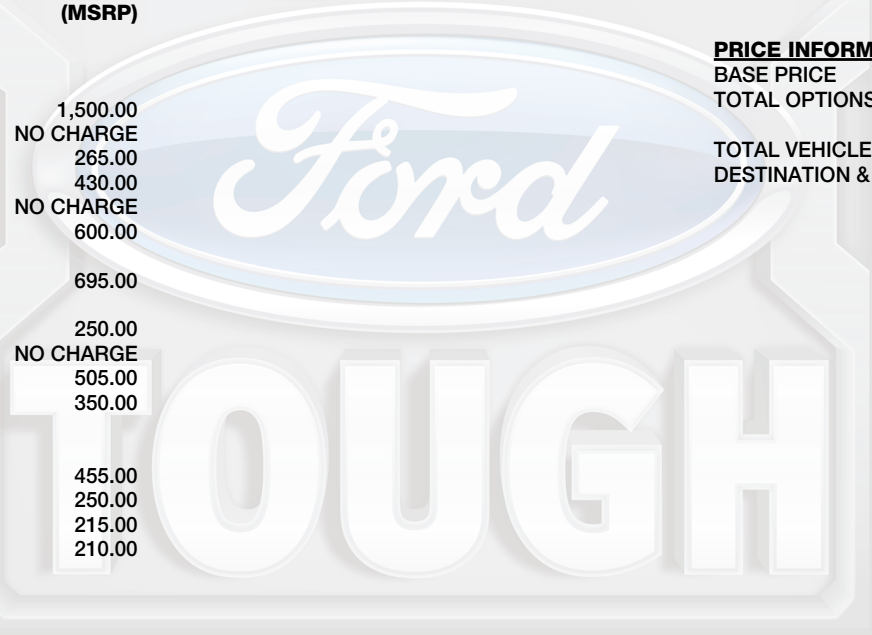 (MSRP)
1,500.00
NO CHARGE
265.00
430.00
NO CHARGE
600.00
695.00
250.00
NO CHARGE
505.00
350.00
455.00
250.00
215.00
210.00
PRICE INFORM
BASE PRICE
TOTAL OPTIONS
TOTAL VEHICLE
DESTINATION &
Ford
TOUGH